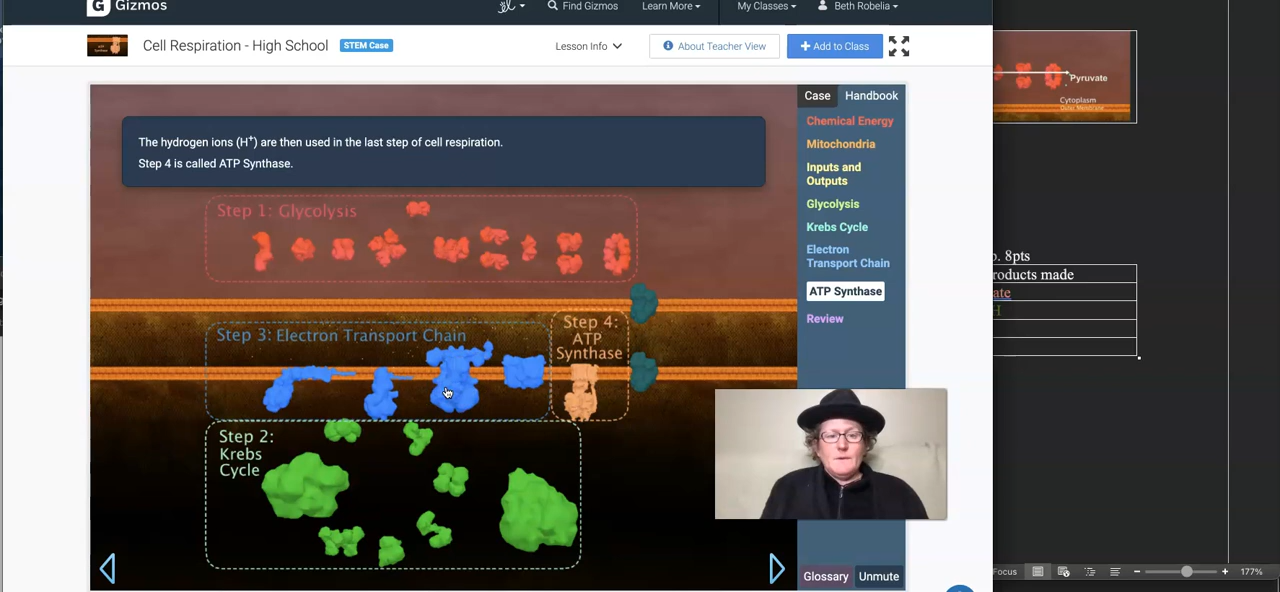 G Gizmos
Find Gizmos
Learn More
My Classes
Beth Robelia
ATP
Synthase
Cell Respiration - High School
STEM Case
Lesson Info
About Teacher View
Add to Class
The hydrogen ions (H⁺) are then used in the last step of cell respiration.
Step 4 is called ATP Synthase.
Step 1: Glycolysis
Step 3: Electron Transport Chain
Step 4:
ATP
Synthase
Step 2:
Krebs
Cycle
Case
Handbook
Chemical Energy
Mitochondria
Inputs and
Outputs
Glycolysis
Krebs Cycle
Electron
Transport Chain
ATP Synthase
Review
Glossary
Unmute
Pyruvate
Cytoplasm
Outer Membrane
. 8pts
roducts made
ate
H
Focus
177%